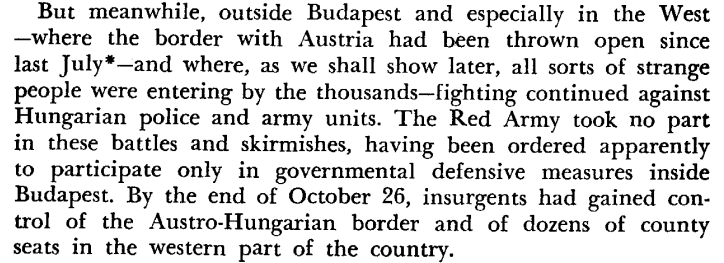 But meanwhile, outside Budapest and especially in the West
—where the border with Austria had been thrown open since
last July*—and where, as we shall show later, all sorts of strange
people were entering by the thousands—fighting continued against
Hungarian police and army units. The Red Army took no part
in these battles and skirmishes, having been ordered apparently
to participate only in governmental defensive measures inside
Budapest. By the end of October 26, insurgents had gained con-
trol of the Austro-Hungarian border and of dozens of county
seats in the western part of the country.